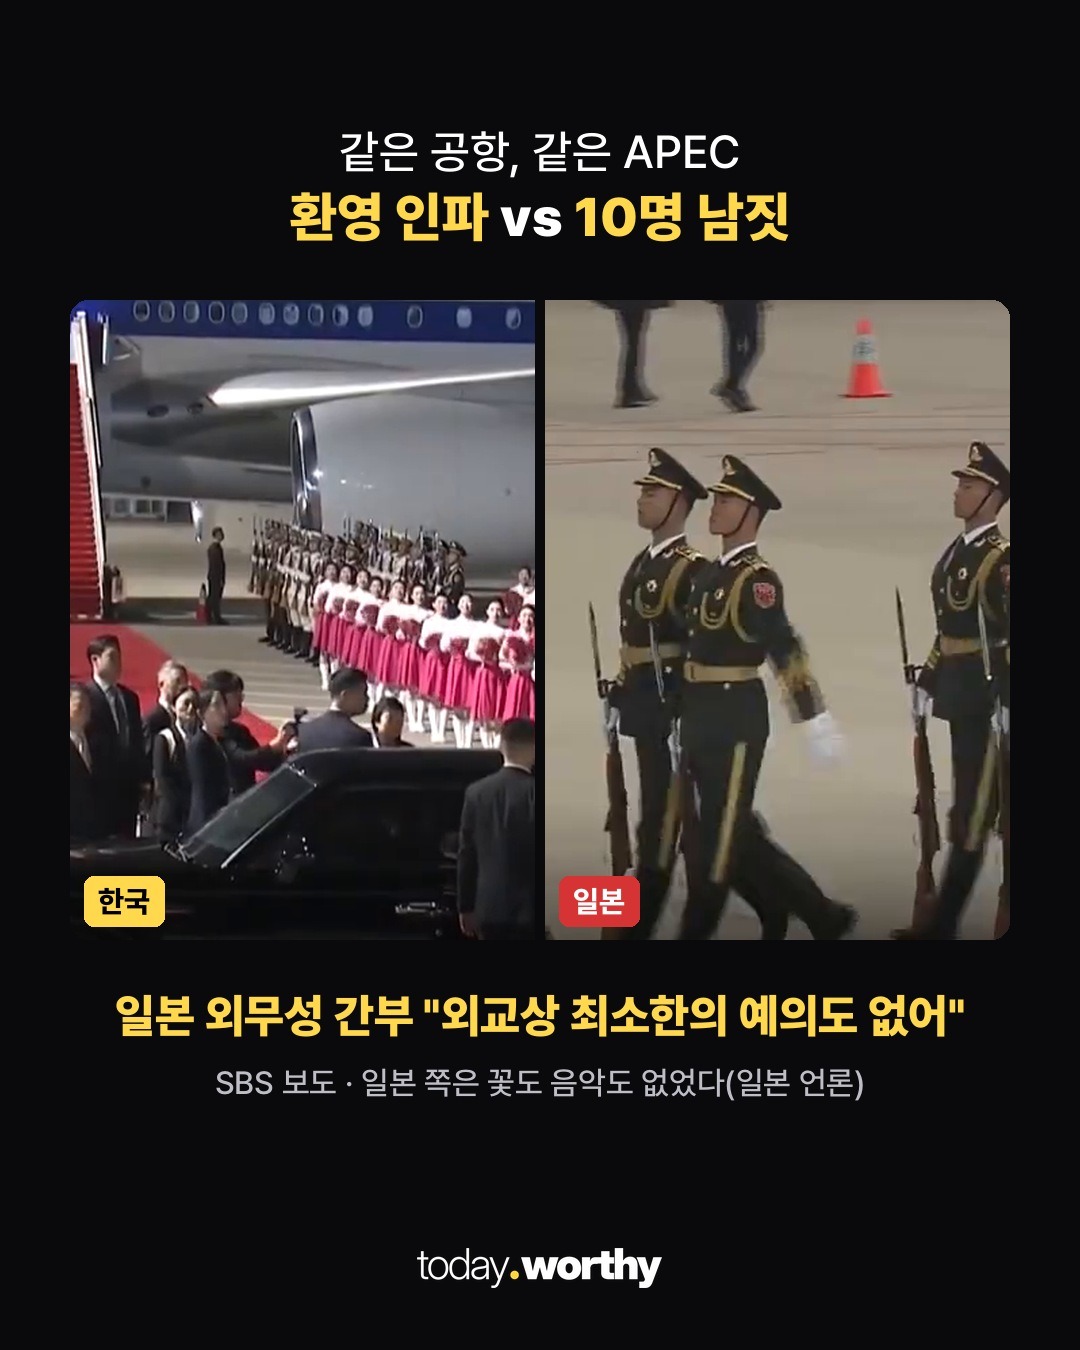 같은 공항, 같은 APEC
환영 인파 vs 10명 남짓
한국
일본
일본 외무성 간부 "외교상 최소한의 예의도 없어"
SBS 보도 · 일본 쪽은 꽃도 음악도 없었다(일본 언론)
today.worthy